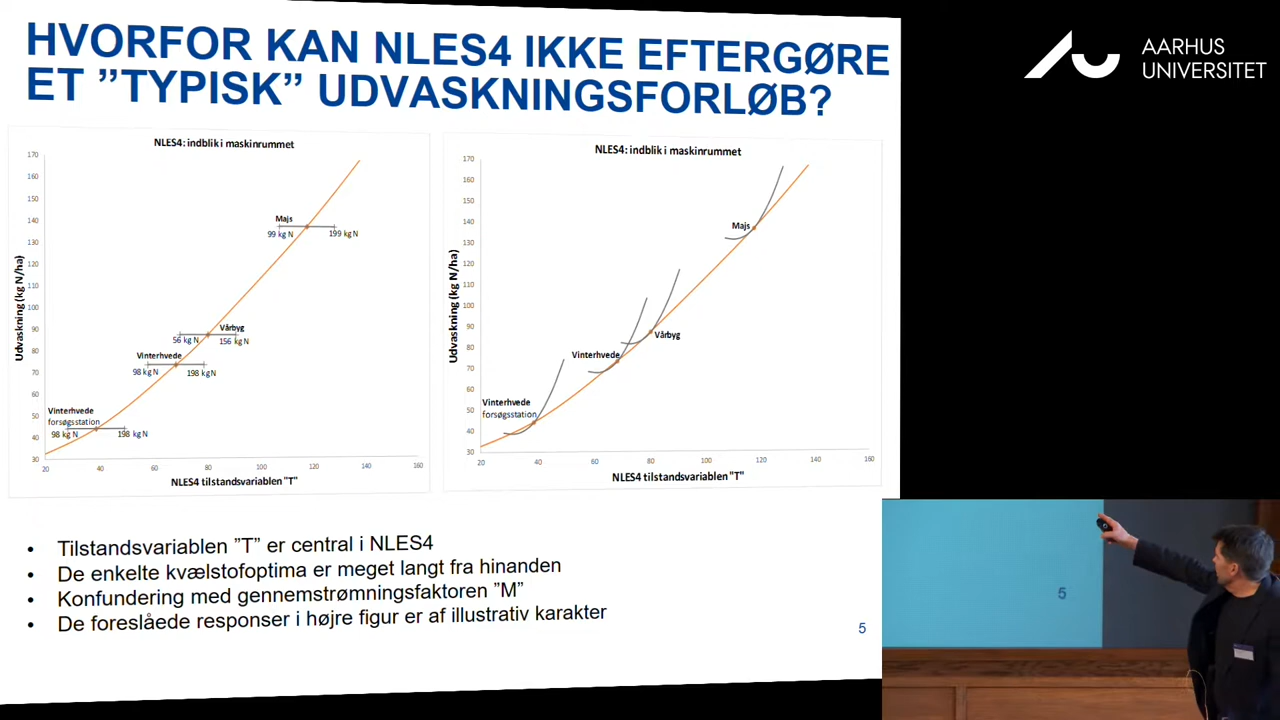 HVORFOR KAN NLES4 IKKE EFTERGØRE
ET ”TYPISK” UDVASKNINGSFORLØB?
AARHUS
UNIVERSITET
NLES4: indblik i maskinrummet
170
160
150
140
130
120
110
100
90
80
70
60
50
40
30
Udvaskning (kg N/ha)
Majs
99 kg N
199 kg N
Vårbyg
56 kg N
156 kg N
Vinterhvede
98 kg N
198 kg N
Vinterhvede
forsøgsstation
98 kg N
198 kg N
20
40
60
80
100
120
140
160
NLES4 tilstandsvariablen "T"
NLES4: indblik i maskinrummet
170
160
150
140
130
120
110
100
90
80
70
60
50
40
30
Udvaskning (kg N/ha)
Majs
Vårbyg
Vinterhvede
Vinterhvede
forsøgsstation
20
40
60
80
100
120
140
160
NLES4 tilstandsvariablen "T"
• Tilstandsvariablen ”T” er central i NLES4
• De enkelte kvælstofoptima er meget langt fra hinanden
• Konfundering med gennemstrømningsfaktoren ”M”
• De foreslåede responser i højre figur er af illustrativ karakter
5
5